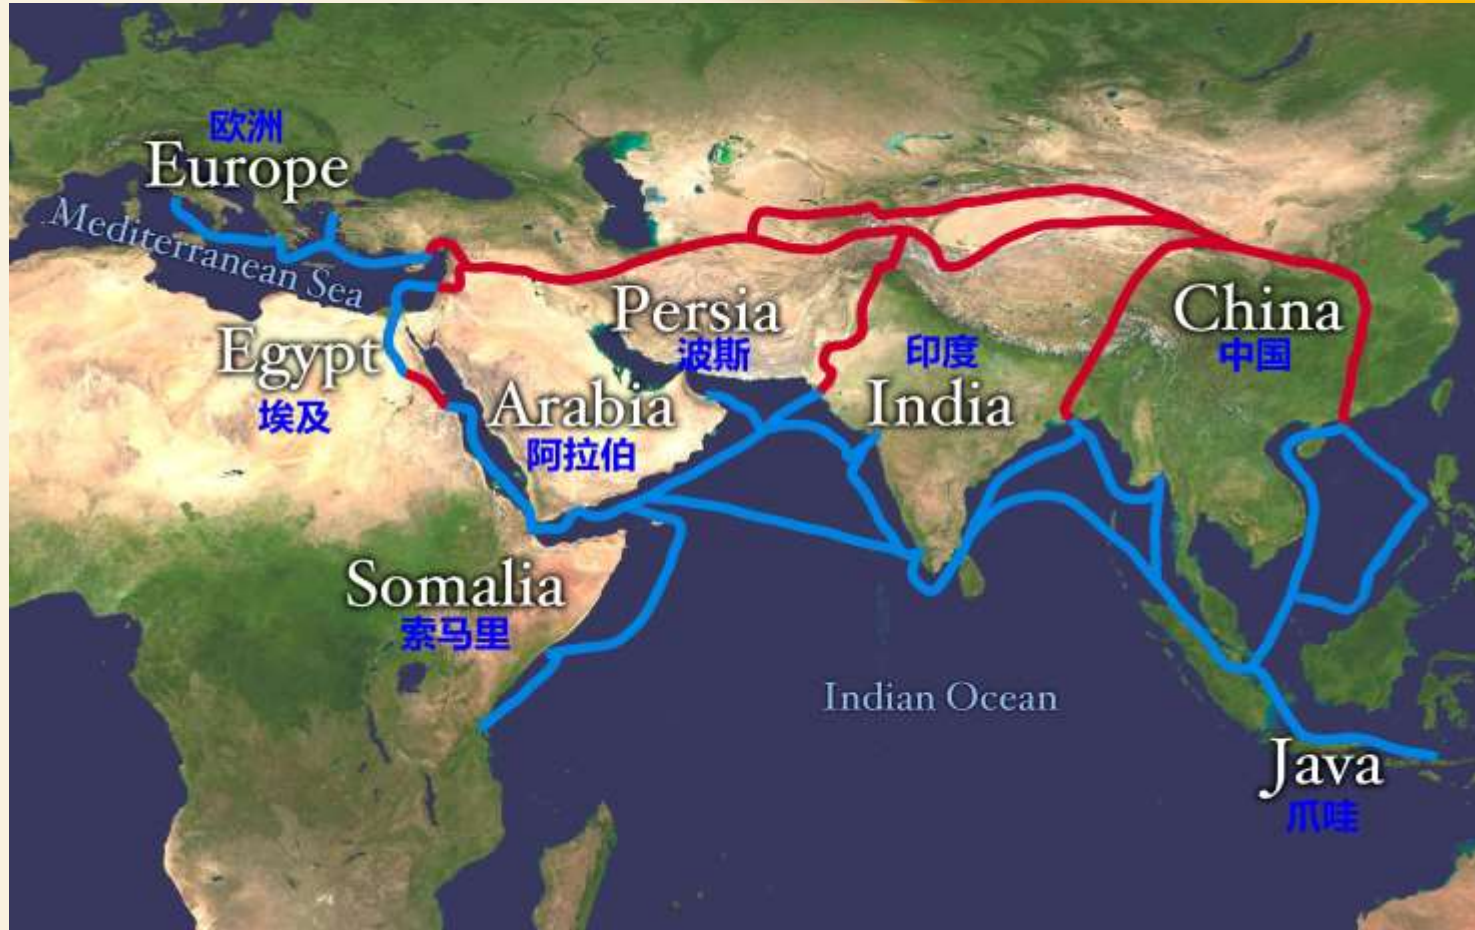 欧洲
Europe
Mediterranean Sea
Persia
波斯
China
中国
Egypt
埃及
印度
India
Arabia
阿拉伯
Somalia
索马里
Indian Ocean
Java
爪哇